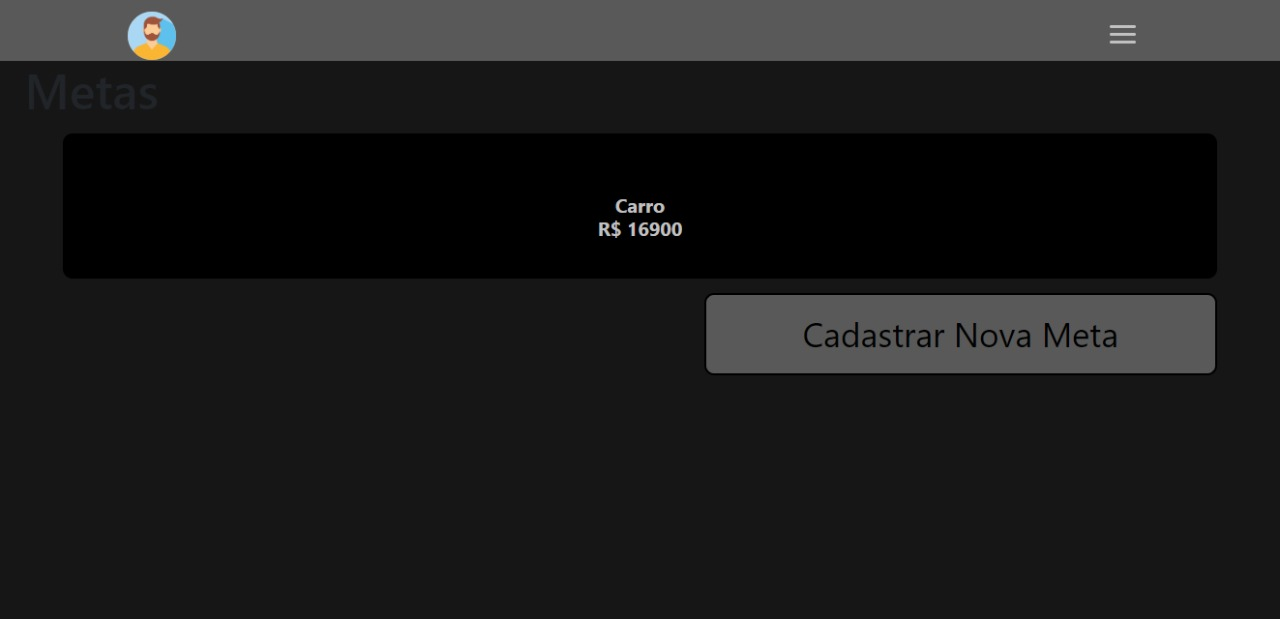 Metas
Carro
R$ 16900
Cadastrar Nova Meta